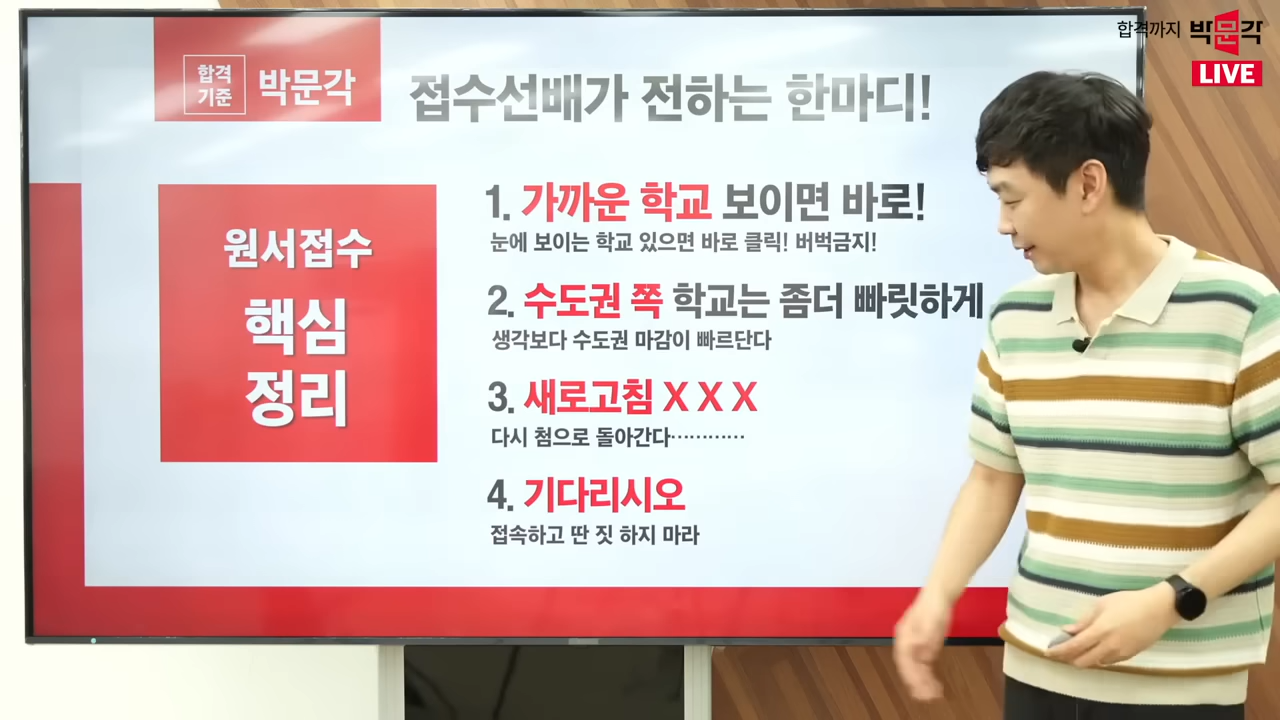 합격까지 박문각
LIVE
합격
기준
박문각
접수선배가 전하는 한마디!
원서접수
핵심
정리
1. 가까운 학교 보이면 바로!
눈에 보이는 학교 있으면 바로 클릭! 버벅금지!
2. 수도권 쪽 학교는 좀더 빠릿하게
생각보다 수도권 마감이 빠르단다
3. 새로고침 X X X
다시 첨으로 돌아간다…………
4. 기다리시오
접속하고 딴 짓 하지 마라